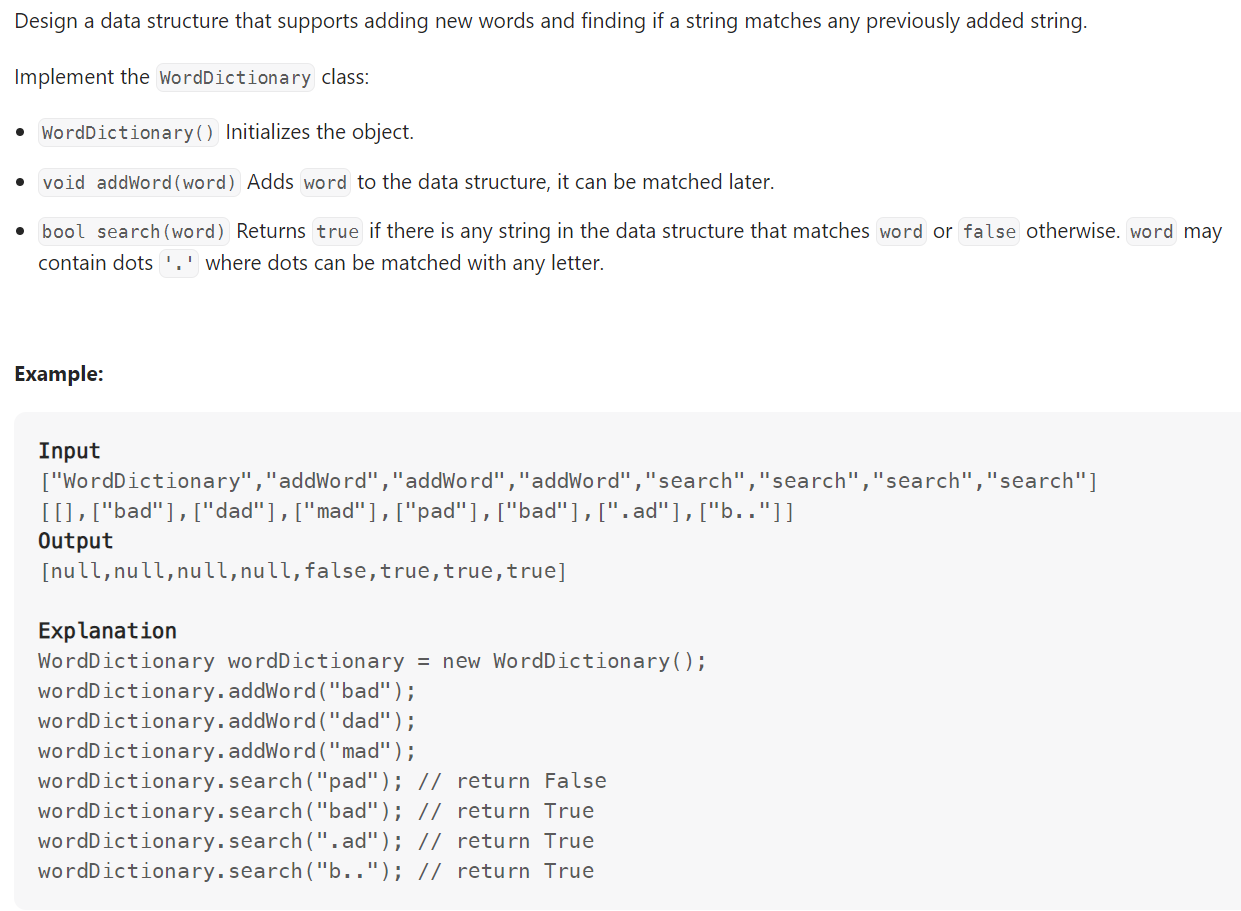 Design a data structure that supports adding new words and finding if a string matches any previously added string.
Implement the WordDictionary class:
• WordDictionary() Initializes the object.
• void addWord(word) Adds word to the data structure, it can be matched later.
• bool search(word) Returns true if there is any string in the data structure that matches word or false otherwise. word may
contain dots '.' where dots can be matched with any letter.
Example:
Input
["WordDictionary","addWord","addWord","addWord","search","search","search","search"]
[[],["bad"],["dad"],["mad"],["pad"],["bad"],[".ad"],["b.."]]
Output
[null,null,null,null,false,true,true,true]
Explanation
WordDictionary wordDictionary = new WordDictionary();
wordDictionary.addWord("bad");
wordDictionary.addWord("dad");
wordDictionary.addWord("mad");
wordDictionary.search("pad"); // return False
wordDictionary.search("bad"); // return True
wordDictionary.search(".ad"); // return True
wordDictionary.search("b.."); // return True